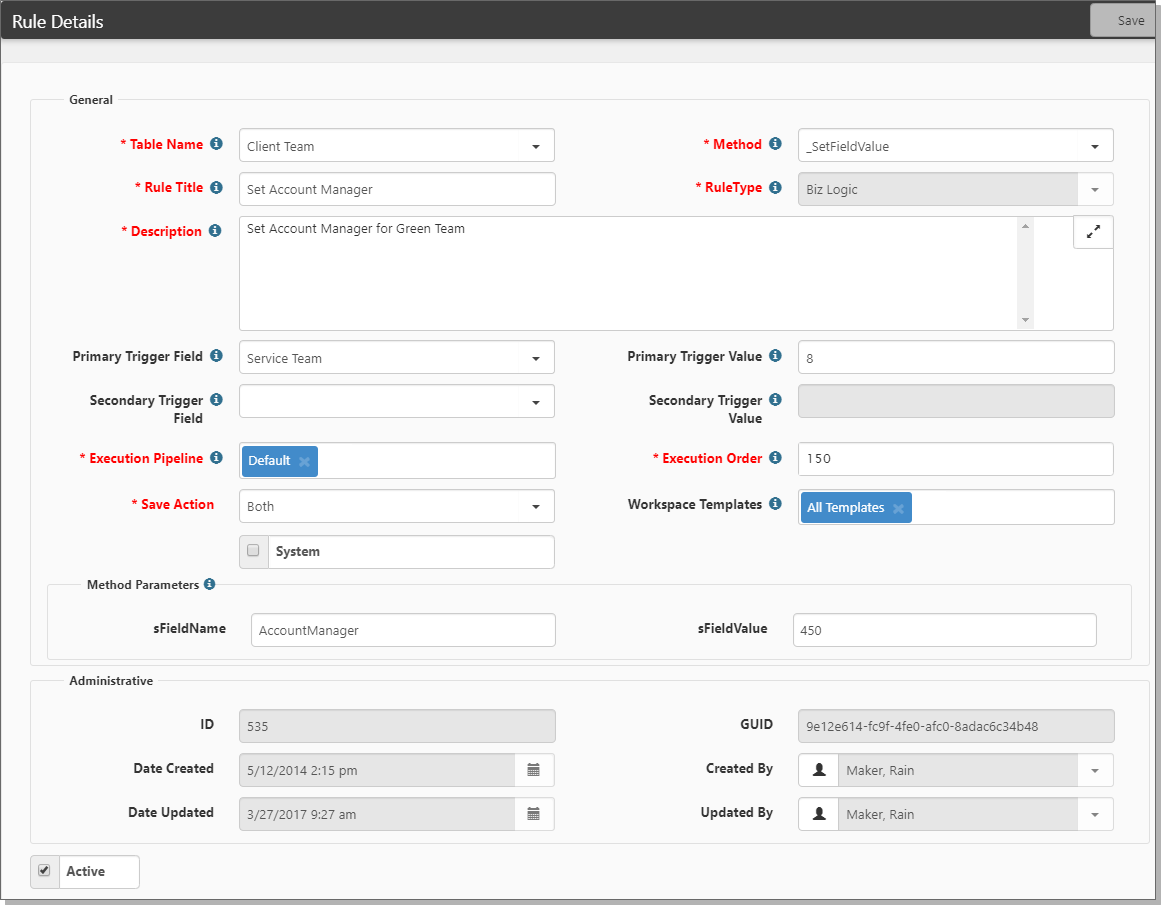 Rule Details
Save
General
* Table Name Client Team * Method _SetFieldValue
* Rule Title Set Account Manager * RuleType Biz Logic
* Description Set Account Manager for Green Team
Primary Trigger Field Service Team Primary Trigger Value 8
Secondary Trigger Field Secondary Trigger Value
* Execution Pipeline Default * Execution Order 150
* Save Action Both Workspace Templates All Templates
System
Method Parameters
sFieldName AccountManager sFieldValue 450
Administrative
ID 535 GUID 9e12e614-fc9f-4fe0-afc0-8adac6c34b48
Date Created 5/12/2014 2:15 pm Created By Maker, Rain
Date Updated 3/27/2017 9:27 am Updated By Maker, Rain
Active